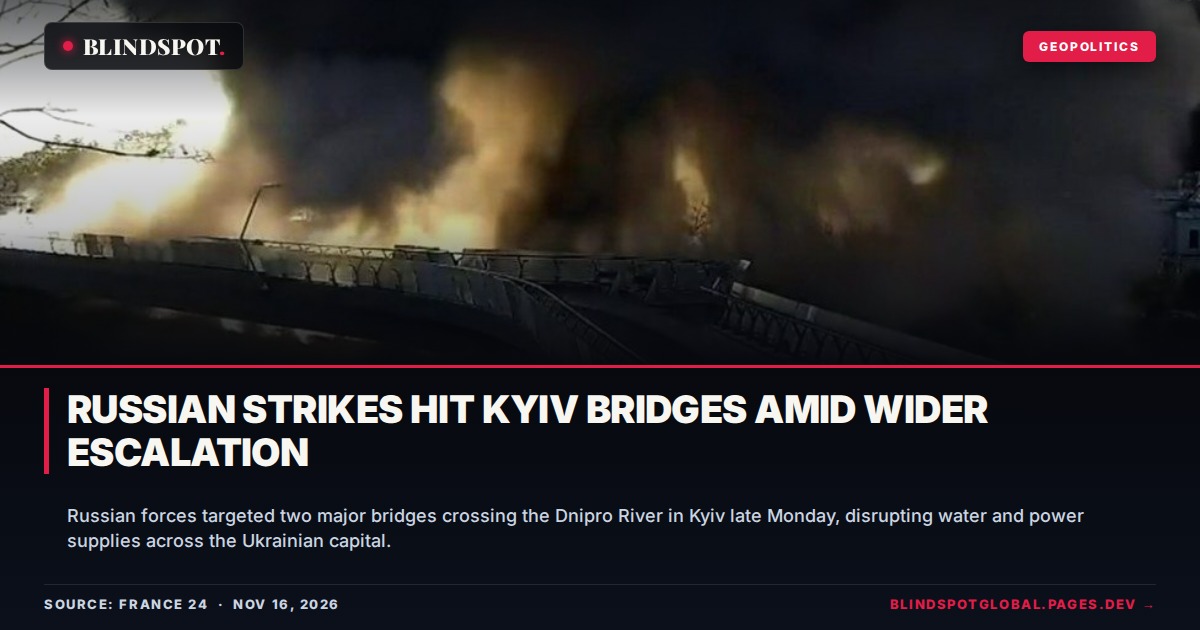 BLINDSPOT.
GEOPOLITICS
RUSSIAN STRIKES HIT KYIV BRIDGES AMID WIDER
ESCALATION
Russian forces targeted two major bridges crossing the Dnipro River in Kyiv late Monday, disrupting water and power
supplies across the Ukrainian capital.
SOURCE: FRANCE 24 · NOV 16, 2026
BLINDSPOTGLOBAL.PAGES.DEV →